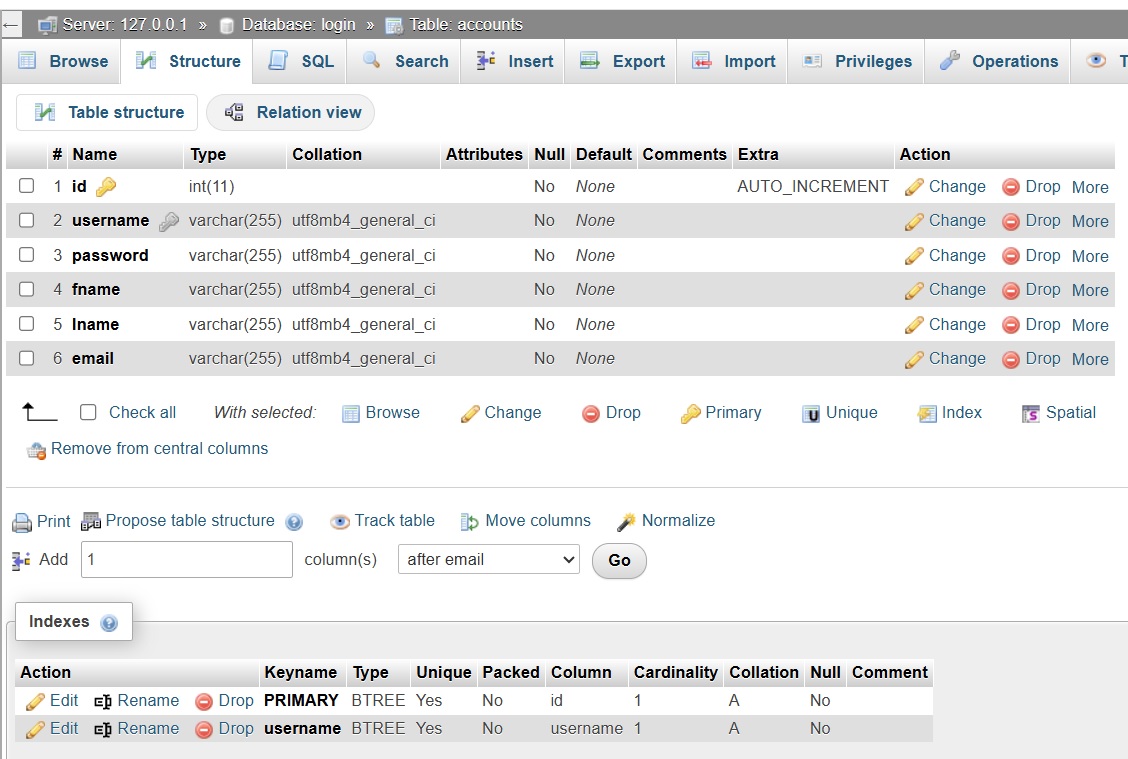 ← Server: 127.0.0.1 » Database: login » Table: accounts
Browse Structure SQL Search Insert Export Import Privileges Operations T
Table structure Relation view
# Name Type Collation Attributes Null Default Comments Extra Action
1 id int(11) No None AUTO_INCREMENT Change Drop More
2 username varchar(255) utf8mb4_general_ci No None Change Drop More
3 password varchar(255) utf8mb4_general_ci No None Change Drop More
4 fname varchar(255) utf8mb4_general_ci No None Change Drop More
5 lname varchar(255) utf8mb4_general_ci No None Change Drop More
6 email varchar(255) utf8mb4_general_ci No None Change Drop More
Check all With selected: Browse Change Drop Primary Unique Index Spatial
Remove from central columns
Print Propose table structure Track table Move columns Normalize
Add 1 column(s) after email Go
Indexes
Action Keyname Type Unique Packed Column Cardinality Collation Null Comment
Edit Rename Drop PRIMARY BTREE Yes No id 1 A No
Edit Rename Drop username BTREE Yes No username 1 A No